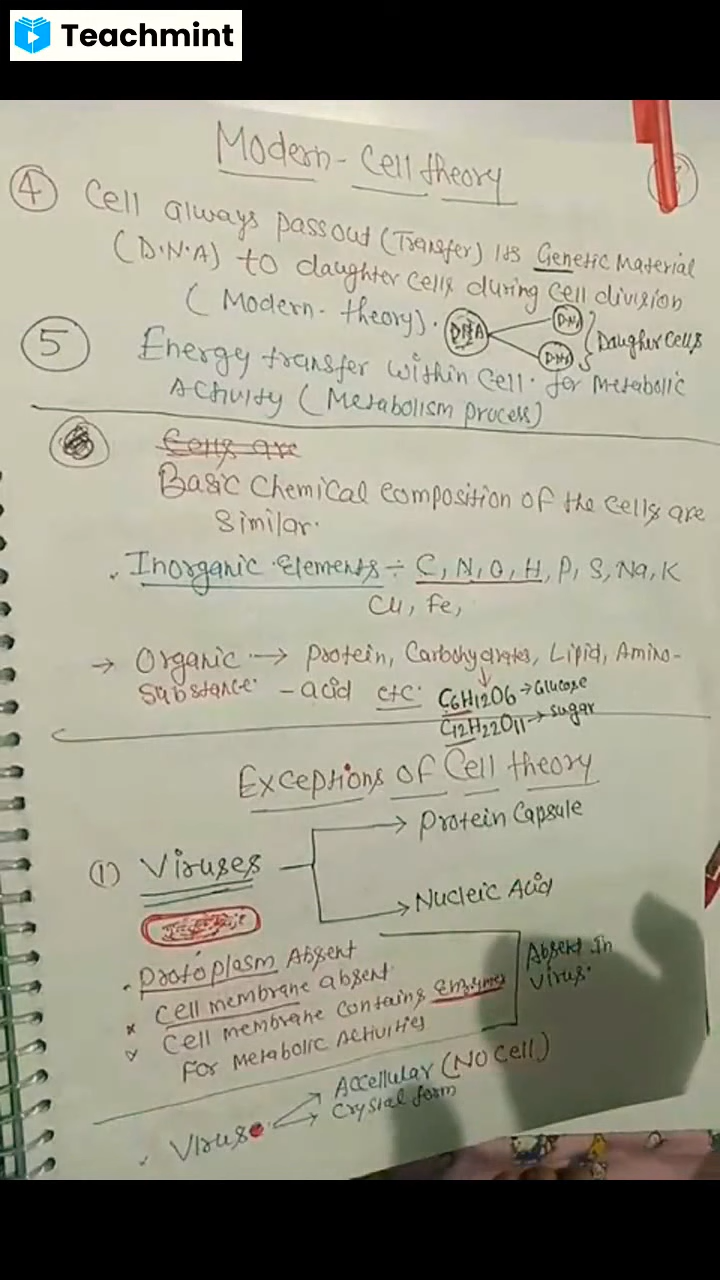 Teachmint
Modern-Cell theory
④ Cell always passout (Transfer) Its Genetic Material
(D.N.A) to daughter cells during cell division
(Modern-theory).
DNA
DNA
DNA
Daugher cells
⑤ Energy transfer within cell. for Metabolic
Activity (Metabolism process)
Cells are
Basic Chemical composition of the cells are
Similar.
Inorganic Elements ÷ C, N, O, H, P, S, Na, K
Cu, Fe,
→ Organic → Protein, Carbohydrates, Lipid, Amino-
Substance. - acid etc.
C6H12O6 → Glucose
C12H22O11 → sugar
Exceptions of Cell theory
① Viruses
→ Protein Capsule
→ Nucleic Acid
. Protoplasm Absent
× Cell membrane absent
Cell membrane Contains Enzymes
For Metabolic Activities
Absent in
Virus.
Virus
Accellular (NO Cell)
Crystal form